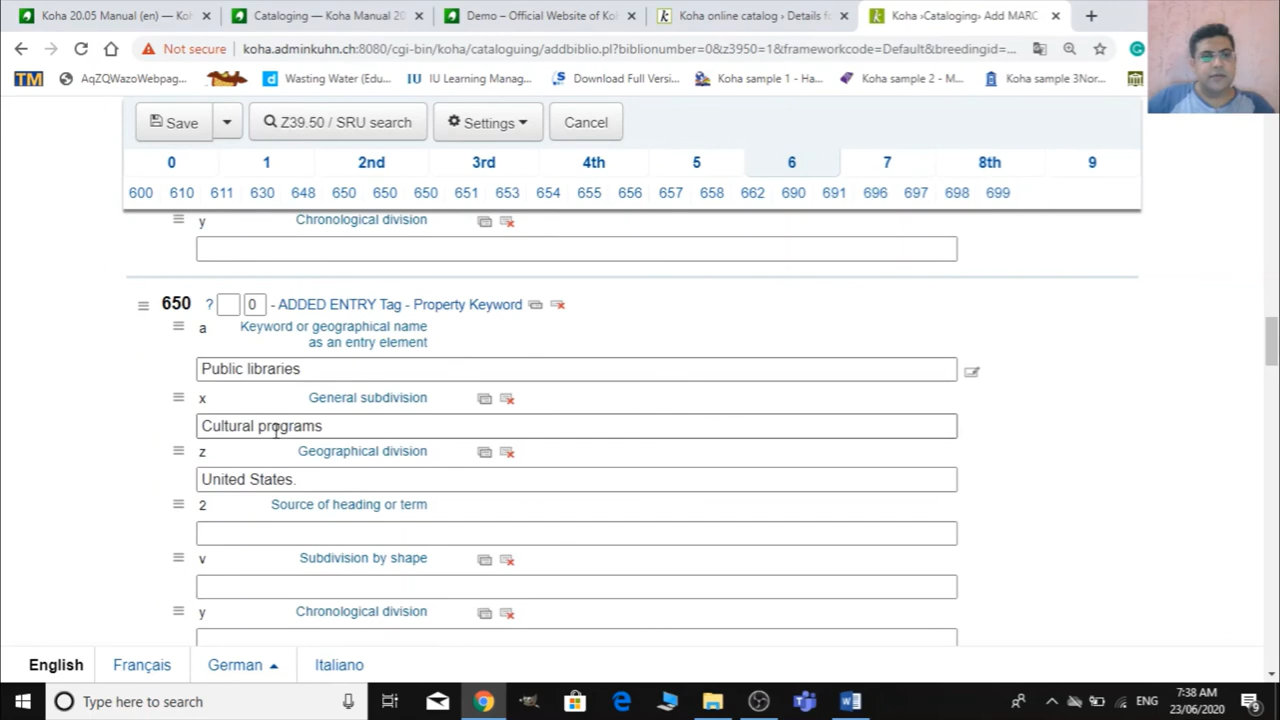 Koha 20.05 Manual (en) — Koh
Cataloging — Koha Manual 20
Demo – Official Website of Ko
Koha online catalog › Details f
Koha ›Cataloging› Add MARC
Not secure
koha.adminkuhn.ch:8080/cgi-bin/koha/cataloguing/addbiblio.pl?biblionumber=0&z3950=1&frameworkcode=Default&breedingid=...
TM
AqZQWazoWebpag...
Wasting Water (Edu...
IU Learning Manag...
Download Full Versi...
Koha sample 1 - Ha...
Koha sample 2 - M...
Koha sample 3Nor...
Save
Z39.50 / SRU search
Settings
Cancel
0 1 2nd 3rd 4th 5 6 7 8th 9
600 610 611 630 648 650 650 650 651 653 654 655 656 657 658 662 690 691 696 697 698 699
y Chronological division
650 ? 0 - ADDED ENTRY Tag - Property Keyword
a Keyword or geographical name
as an entry element
Public libraries
x General subdivision
Cultural programs
z Geographical division
United States.
2 Source of heading or term
v Subdivision by shape
y Chronological division
English Français German Italiano
Type here to search
ENG
7:38 AM
23/06/2020
9